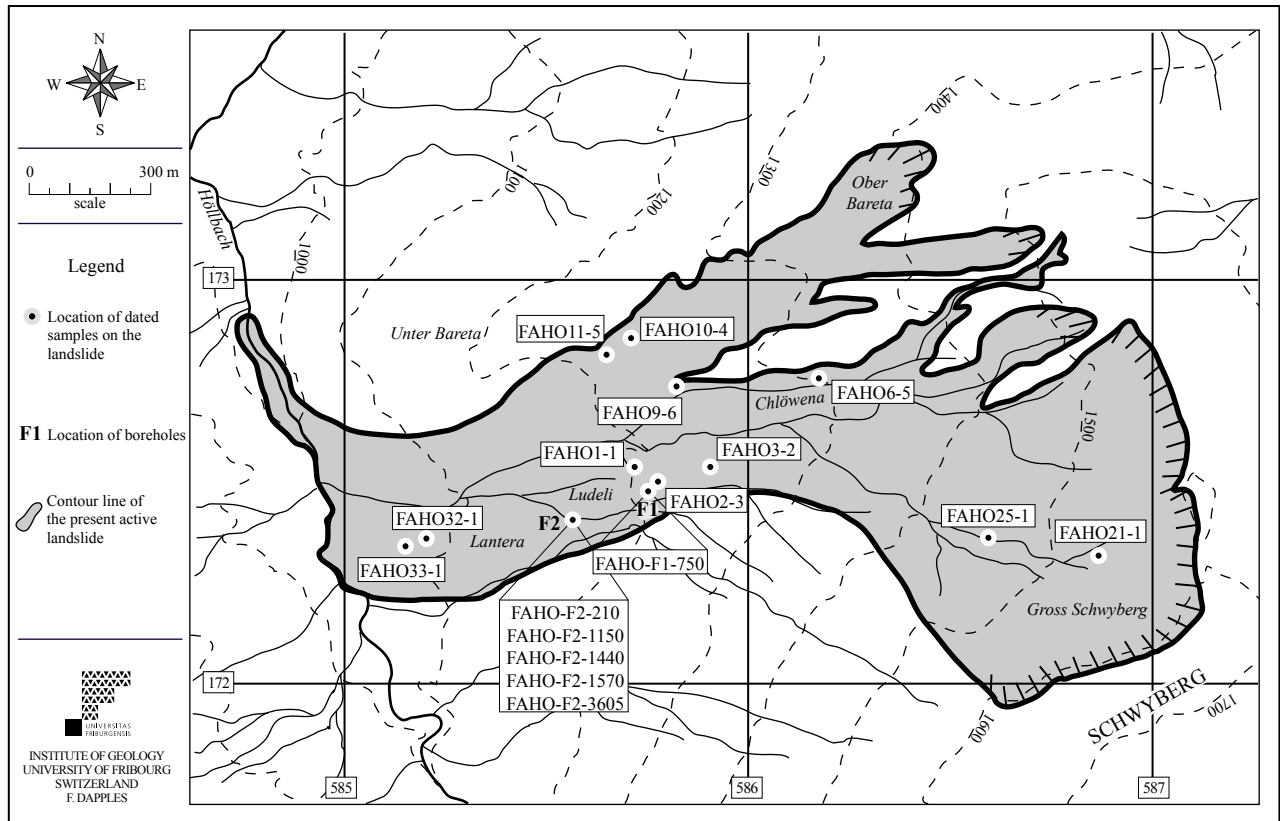 N
W E
S
0 300 m
scale
Legend
Location of dated
samples on the
landslide
F1 Location of boreholes
Contour line of
the present active
landslide
UNIVERSITAS
FRIBURGENSIS
INSTITUTE OF GEOLOGY
UNIVERSITY OF FRIBOURG
SWITZERLAND
F. DAPPLES
Höllbach
1000
1100
1200
1300
1400
Ober
Bareta
173
Unter Bareta
FAHO11-5
FAHO10-4
FAHO9-6
Chlöwena
FAHO6-5
1500
FAHO1-1
FAHO3-2
Ludeli
F1
FAHO2-3
F2
FAHO32-1
Lantera
FAHO33-1
FAHO-F1-750
FAHO25-1
FAHO21-1
Gross Schwyberg
FAHO-F2-210
FAHO-F2-1150
FAHO-F2-1440
FAHO-F2-1570
FAHO-F2-3605
172
SCHWYBERG
1600
1700
585
586
587